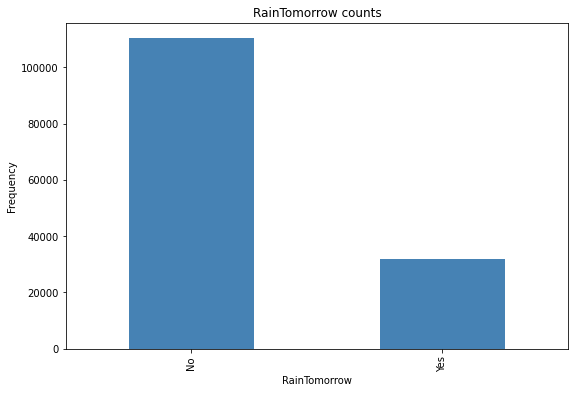 RainTomorrow counts
100000
80000
60000
40000
20000
0
Frequency
No
Yes
RainTomorrow